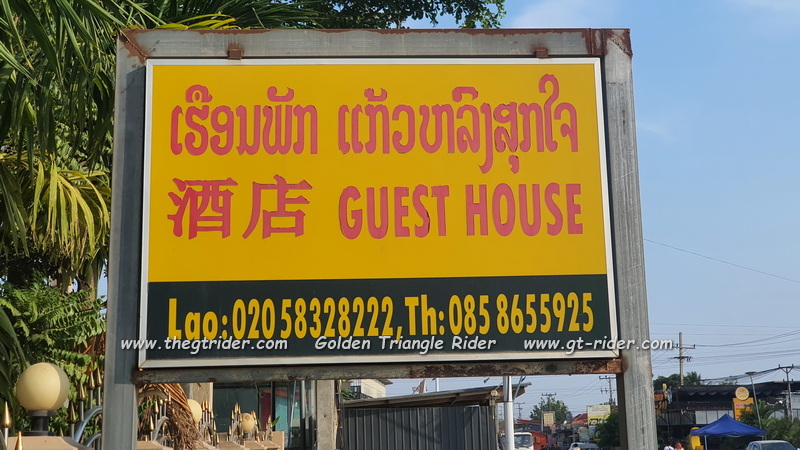 ເຮືອນພັກ ແກ້ວຫລົງສຸກໃຈ
酒店 GUEST HOUSE
Lao: 020 58328222, Th: 085 8655925
www.thegtrider.com Golden Triangle Rider www.gt-rider.com